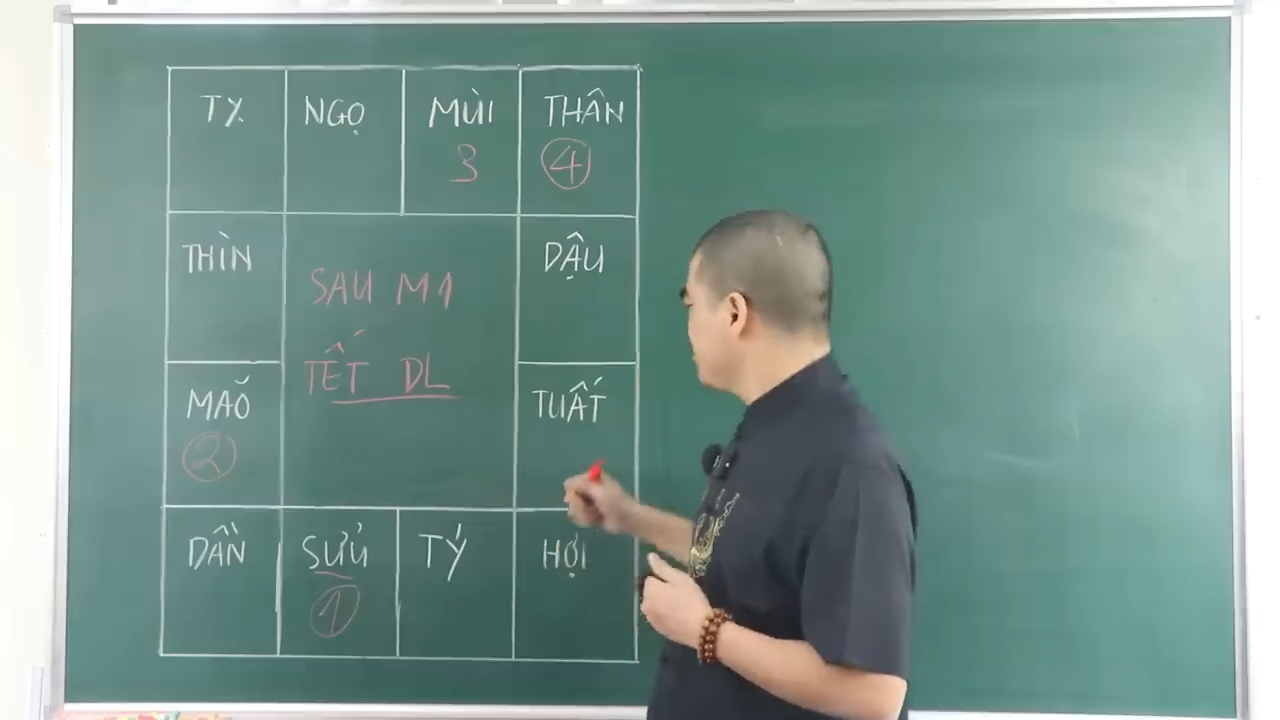 TỴ
NGỌ
MÙI
3
THÂN
4
THÌN
DẬU
SAU M1
TẾT DL
MÃO
2
TUẤT
DẦN
SỬU
1
TÝ
HỢI